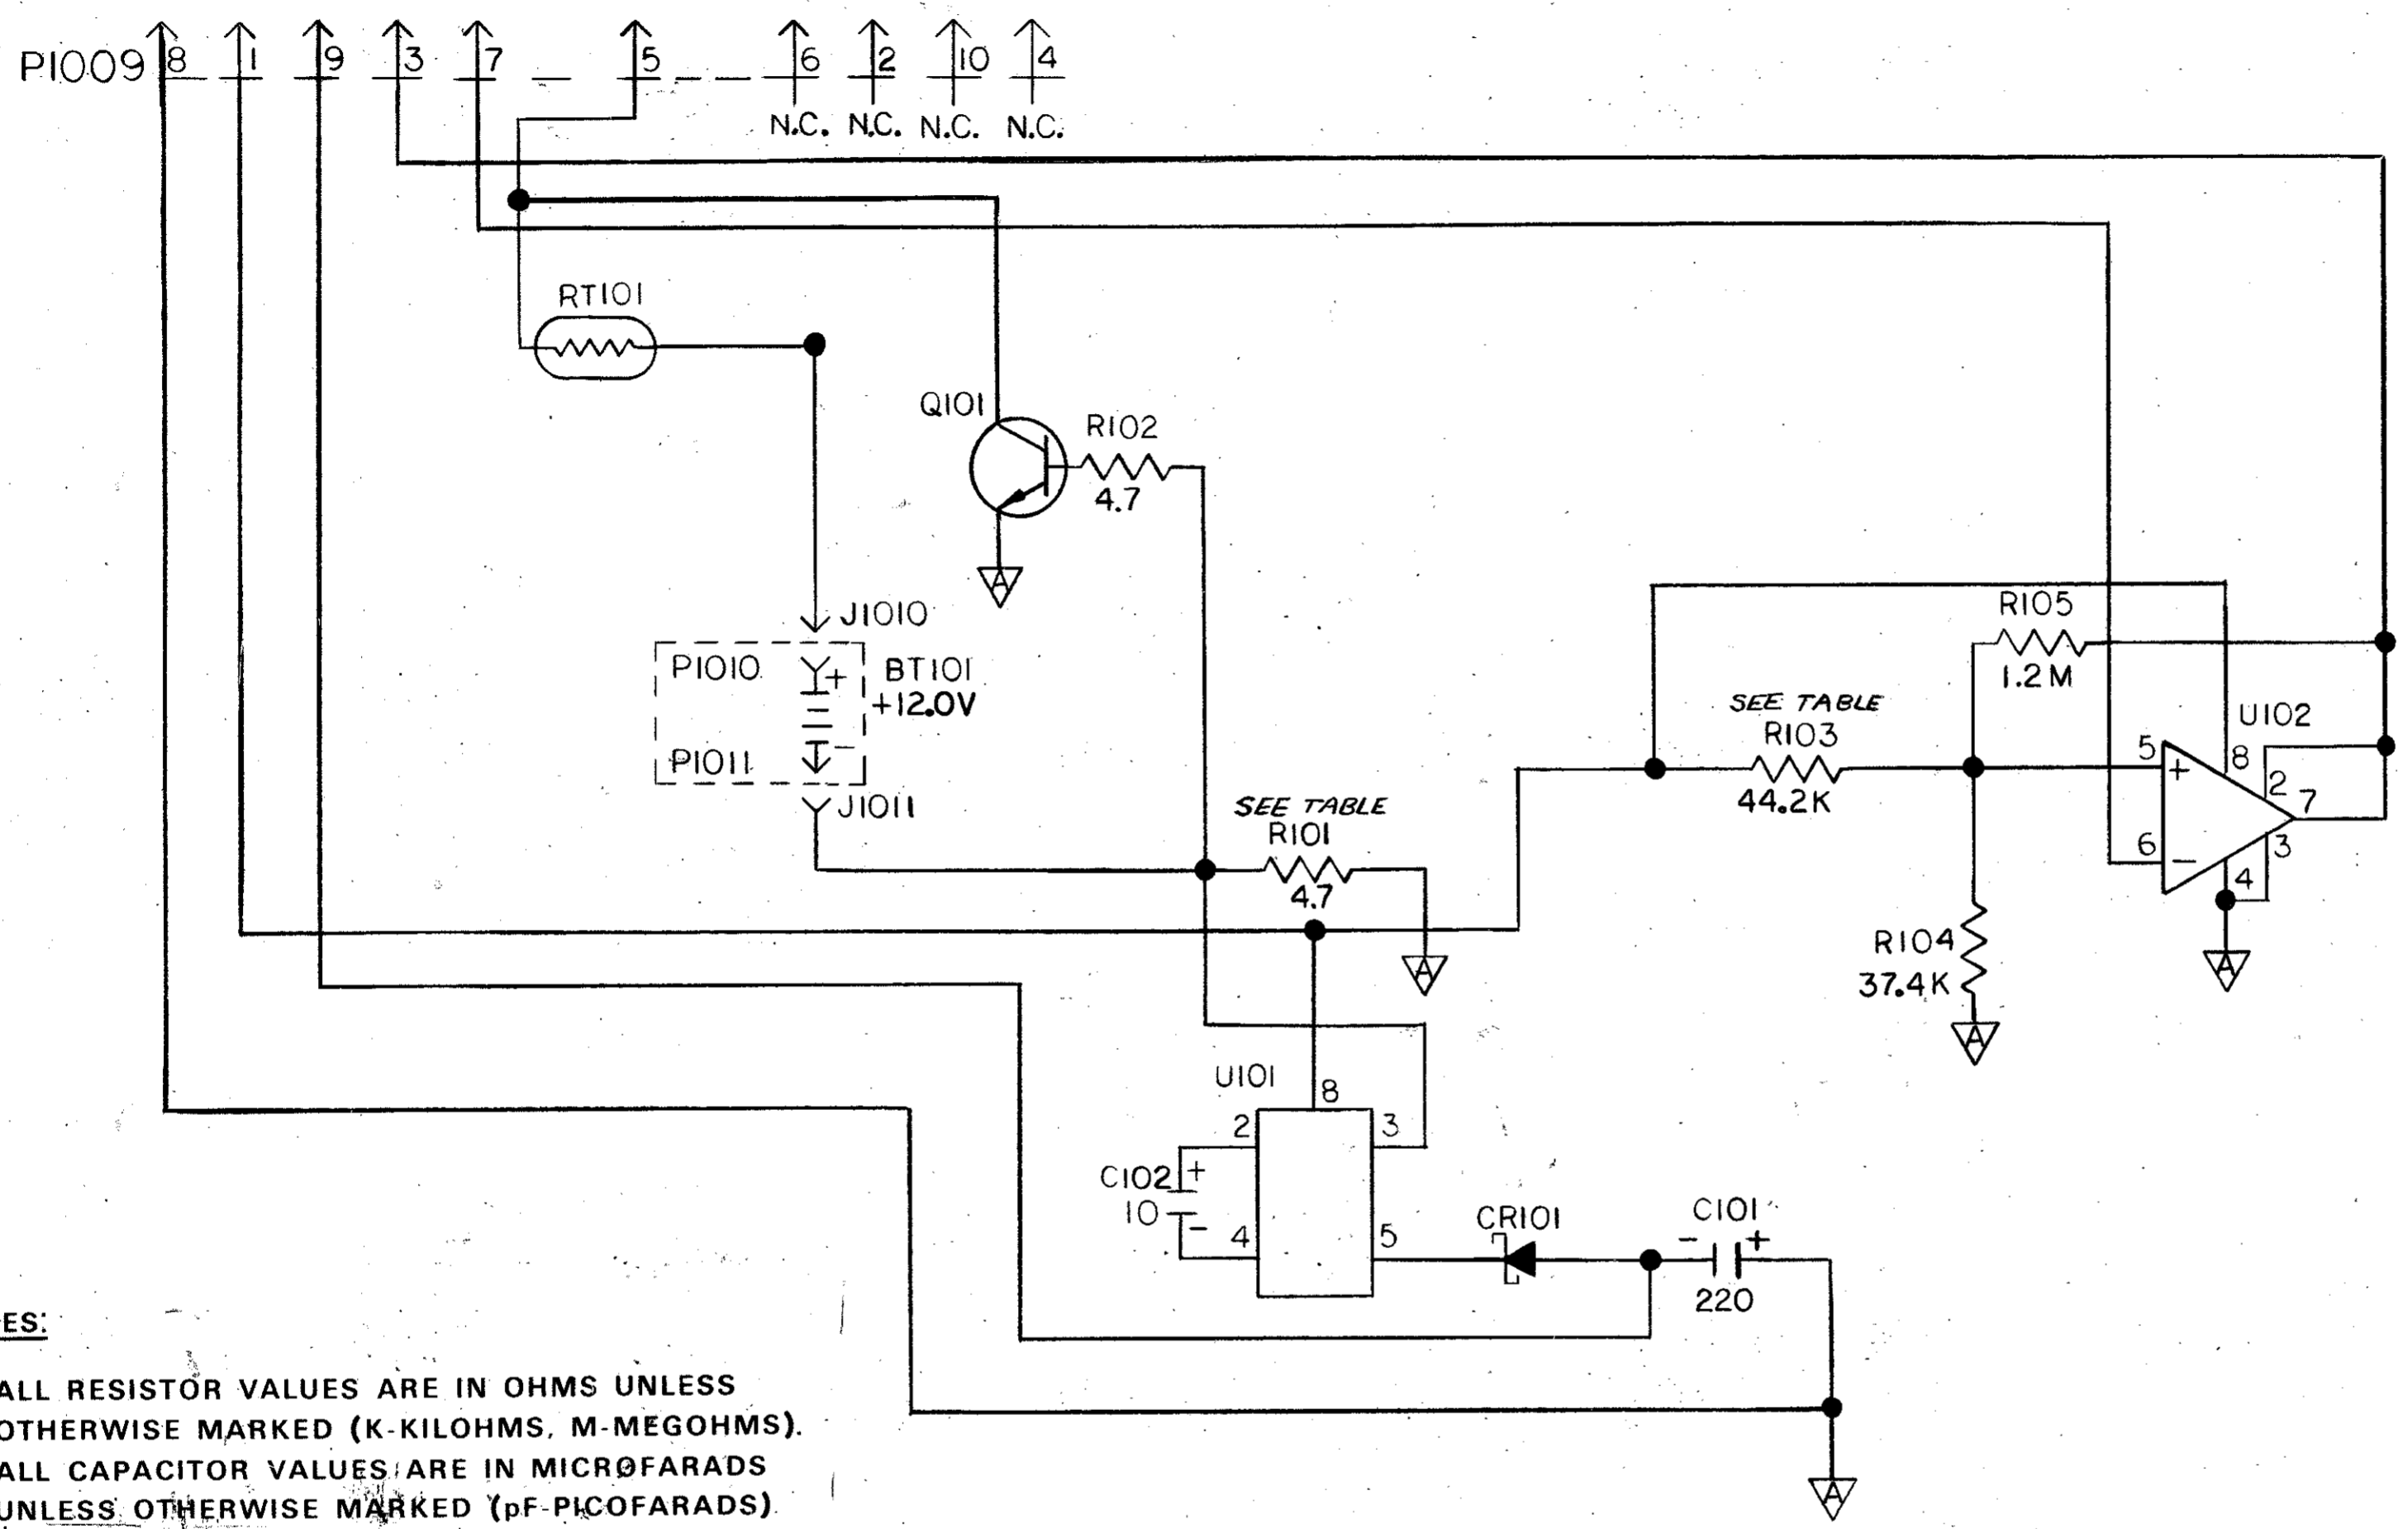 P1009 8 1 9 3 7 5 6 2 10 4
N.C. N.C. N.C. N.C.
RT101
Q101
R102
4.7
A
J1010
P1010
+
BT101
+12.0V
P1011
-
J1011
SEE TABLE
R101
4.7
A
SEE TABLE
R103
44.2K
R105
1.2M
U102
5
+
8
2
7
6
-
4
3
A
R104
37.4K
A
U101
8
2
3
C102
+
10
-
4
5
CR101
C101
- +
220
A
ES:
ALL RESISTOR VALUES ARE IN OHMS UNLESS
OTHERWISE MARKED (K-KILOHMS, M-MEGOHMS).
ALL CAPACITOR VALUES ARE IN MICROFARADS
UNLESS OTHERWISE MARKED (pF-PICOFARADS).